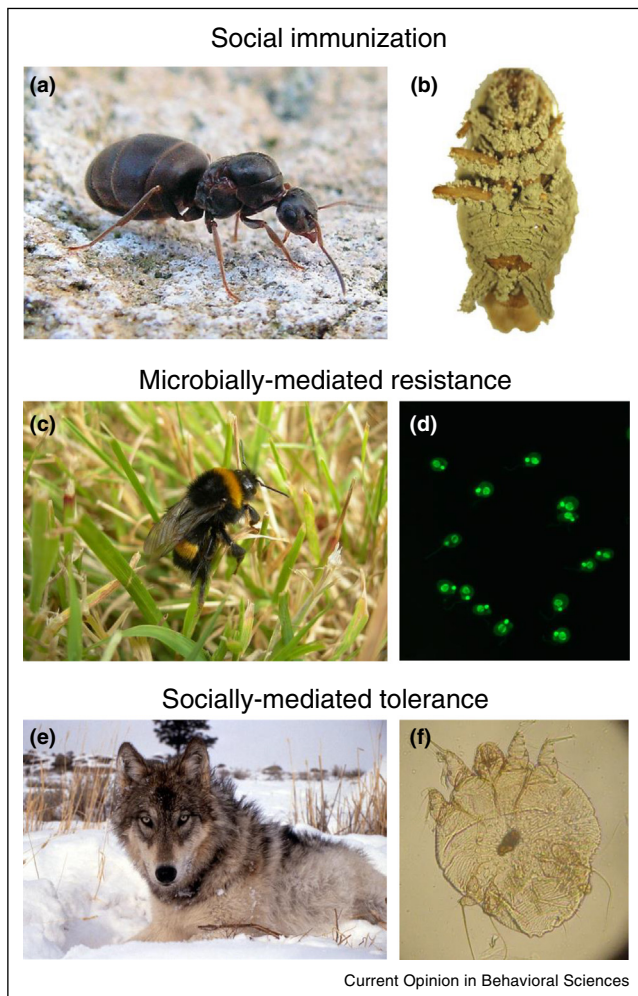 Social immunization
(a)
(b)
Microbially-mediated resistance
(c)
(d)
Socially-mediated tolerance
(e)
(f)
Current Opinion in Behavioral Sciences